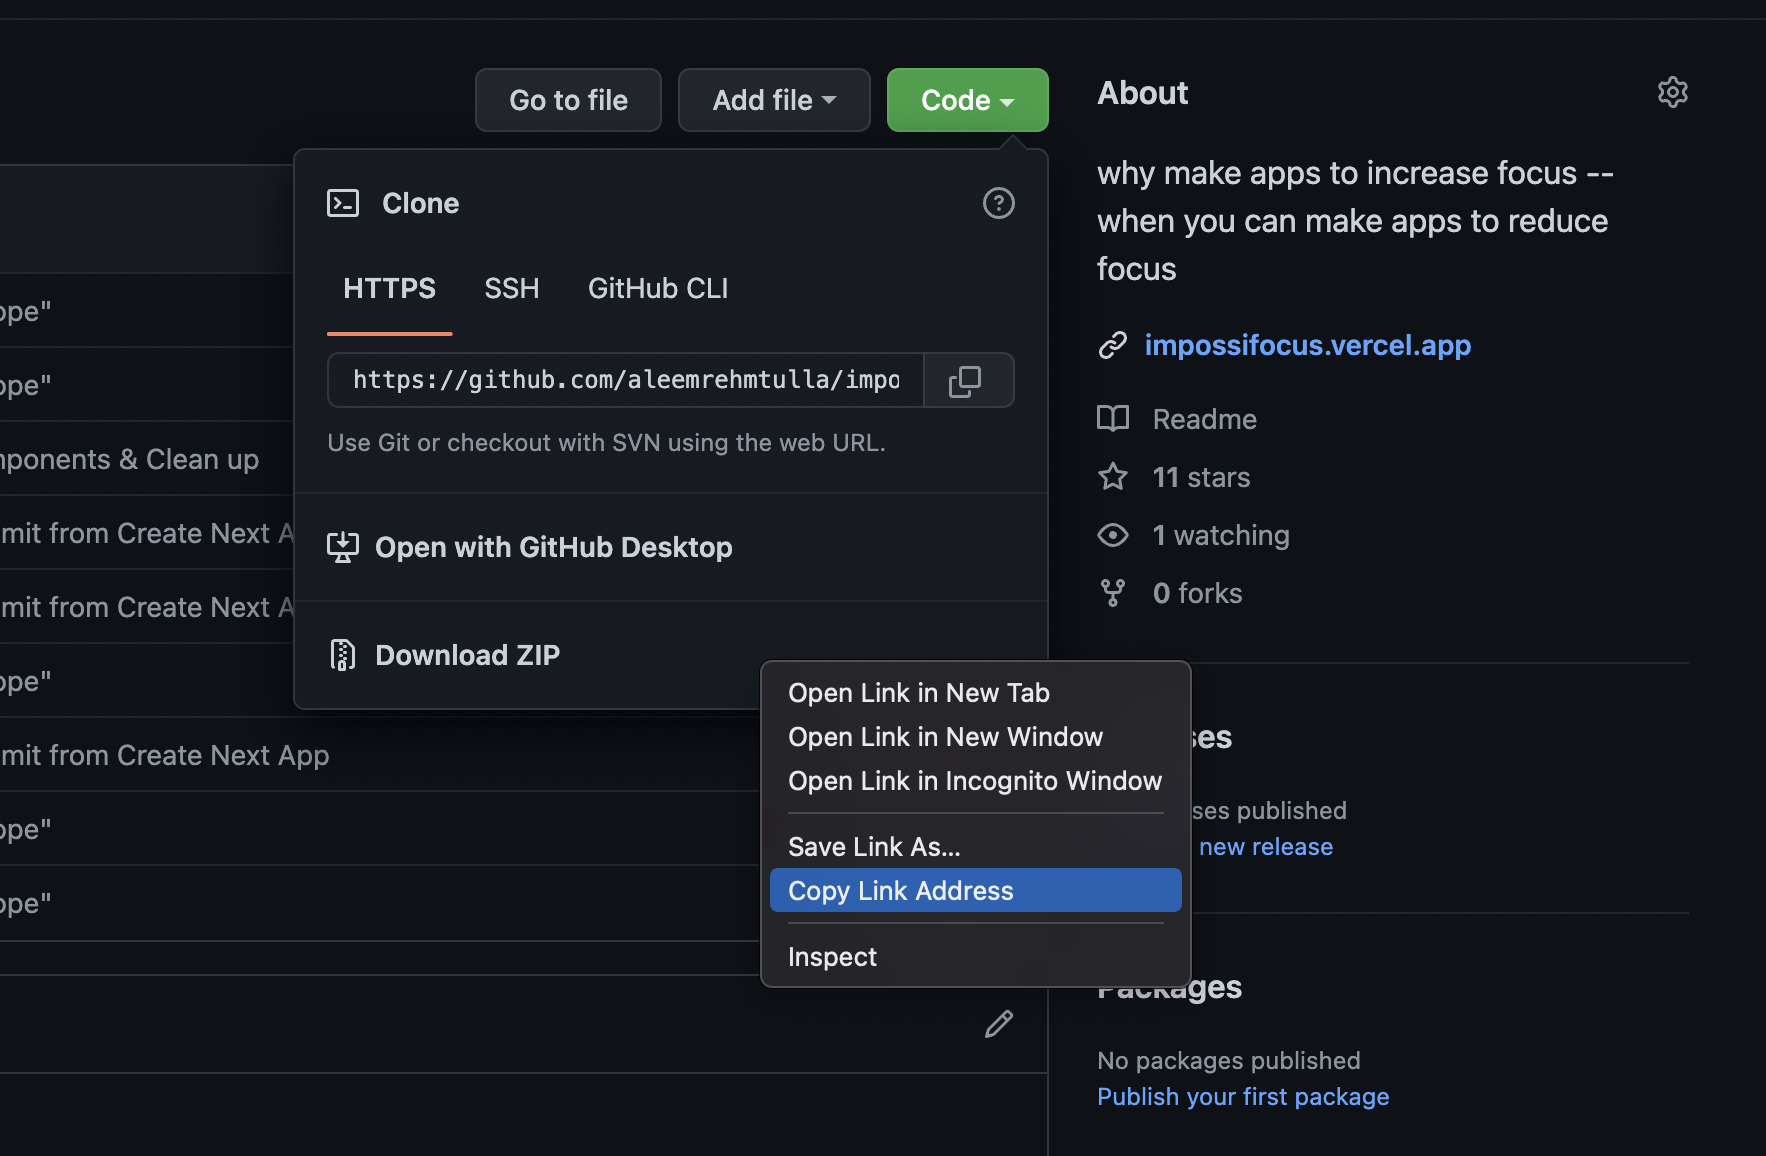 Go to file
Add file
Code
Clone
HTTPS
SSH
GitHub CLI
https://github.com/aleemrehmtulla/impo
Use Git or checkout with SVN using the web URL.
Open with GitHub Desktop
Download ZIP
ope"
ope"
mponents & Clean up
mit from Create Next A
mit from Create Next A
ope"
mit from Create Next App
ope"
ope"
Open Link in New Tab
Open Link in New Window
Open Link in Incognito Window
Save Link As...
Copy Link Address
Inspect
About
why make apps to increase focus --
when you can make apps to reduce
focus
impossifocus.vercel.app
Readme
11 stars
1 watching
0 forks
ses
ses published
new release
Packages
No packages published
Publish your first package